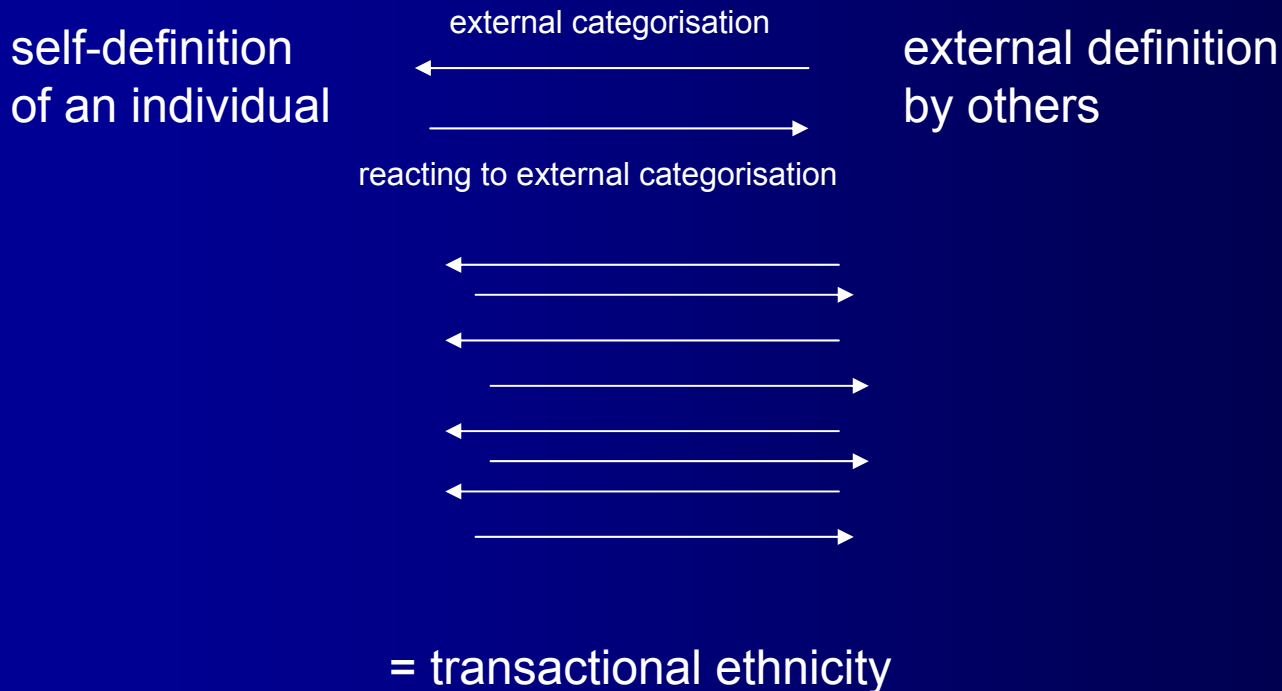 self-definition
of an individual
external categorisation
external definition
by others
reacting to external categorisation
= transactional ethnicity